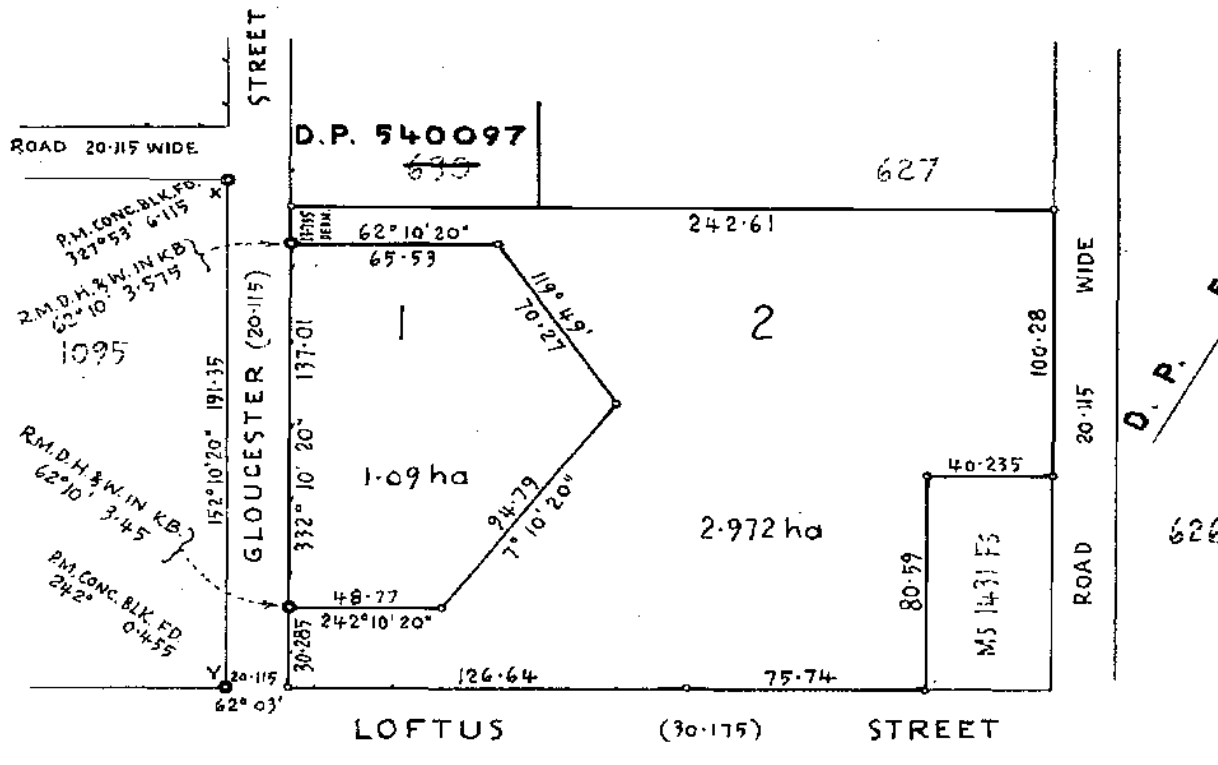 STREET
D.P. 540097
ROAD 20·115 WIDE
627
X
P.M. CONC. BLK. FD.
327° 53' 6·115
62° 10' 20"
65·53
242·61
R.M. D.H. & W. IN K.B.
62° 10' 3·575
1095
GLOUCESTER (20·115)
152° 10' 20" 191·35
332° 10' 20" 137·01
1
119° 49'
70·27
2
100·28
WIDE
20·115
ROAD
D. P.
40·235
1·09 ha
94·79
7° 10' 20"
2·972 ha
80·59
MS 1431 FS
626
R.M. D.H. & W. IN K.B.
62° 10' 3·45
P.M. CONC. BLK. FD.
242° 0·455
48·77
242° 10' 20"
30·285
Y
20·115
62° 03'
126·64
75·74
LOFTUS (30·175) STREET